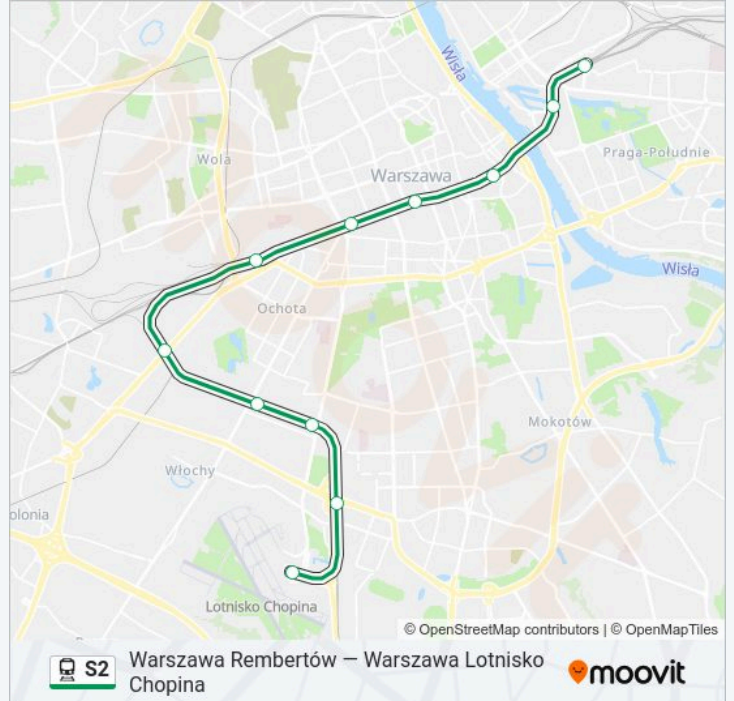 Wisła
Wola
Warszawa
Praga-Południe
Wisła
Ochota
Mokotów
Włochy
olonia
Lotnisko Chopina
© OpenStreetMap contributors | © OpenMapTiles
S2
Warszawa Rembertów — Warszawa Lotnisko
Chopina
moovit